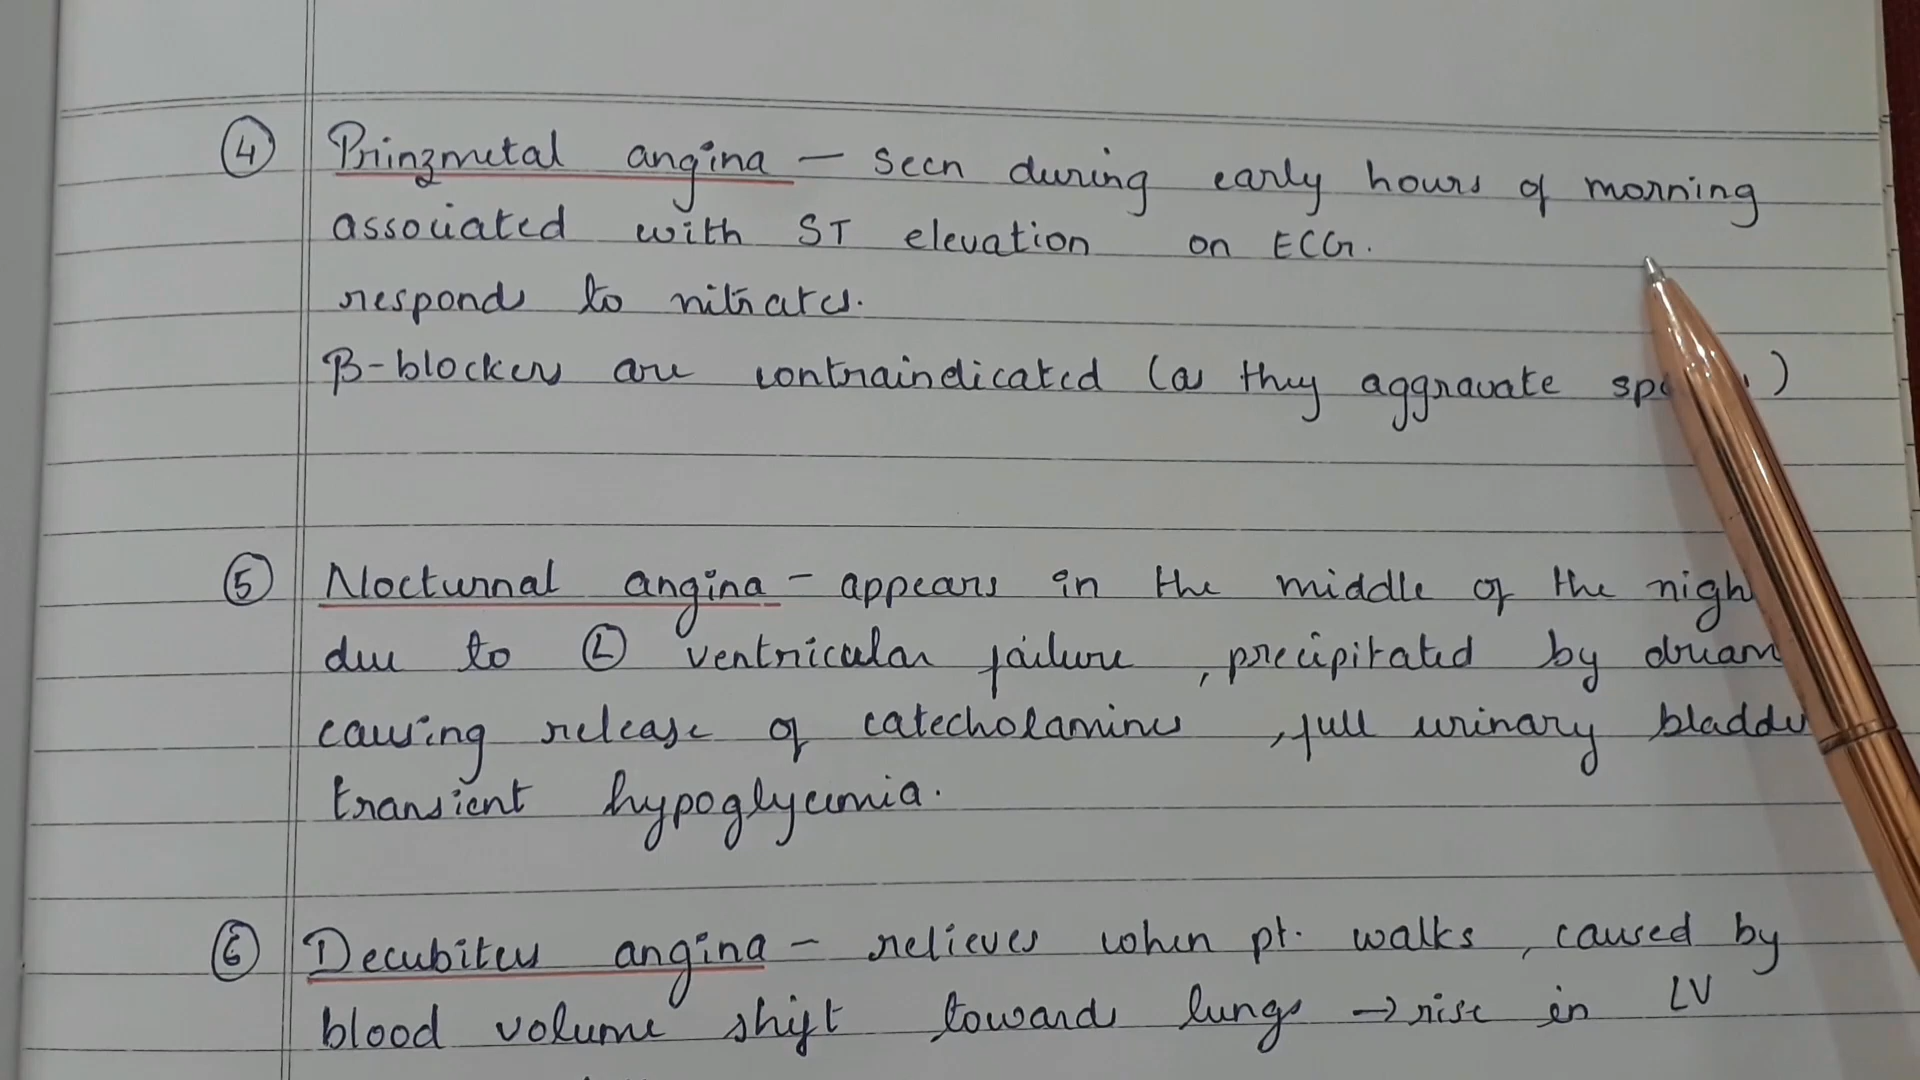 ④ Prinzmetal angina – seen during early hours of morning
associated with ST elevation on ECG.
respond to nitrates.
β-blockers are contraindicated (as they aggravate )
⑤ Nocturnal angina – appears in the middle of the nigh
due to Ⓛ ventricular failure , precipitated by dream
causing release of catecholamines , full urinary bladder
transient hypoglycemia.
⑥ Decubitus angina – relieves when pt. walks , caused by
blood volume shift towards lungs → rise in LV